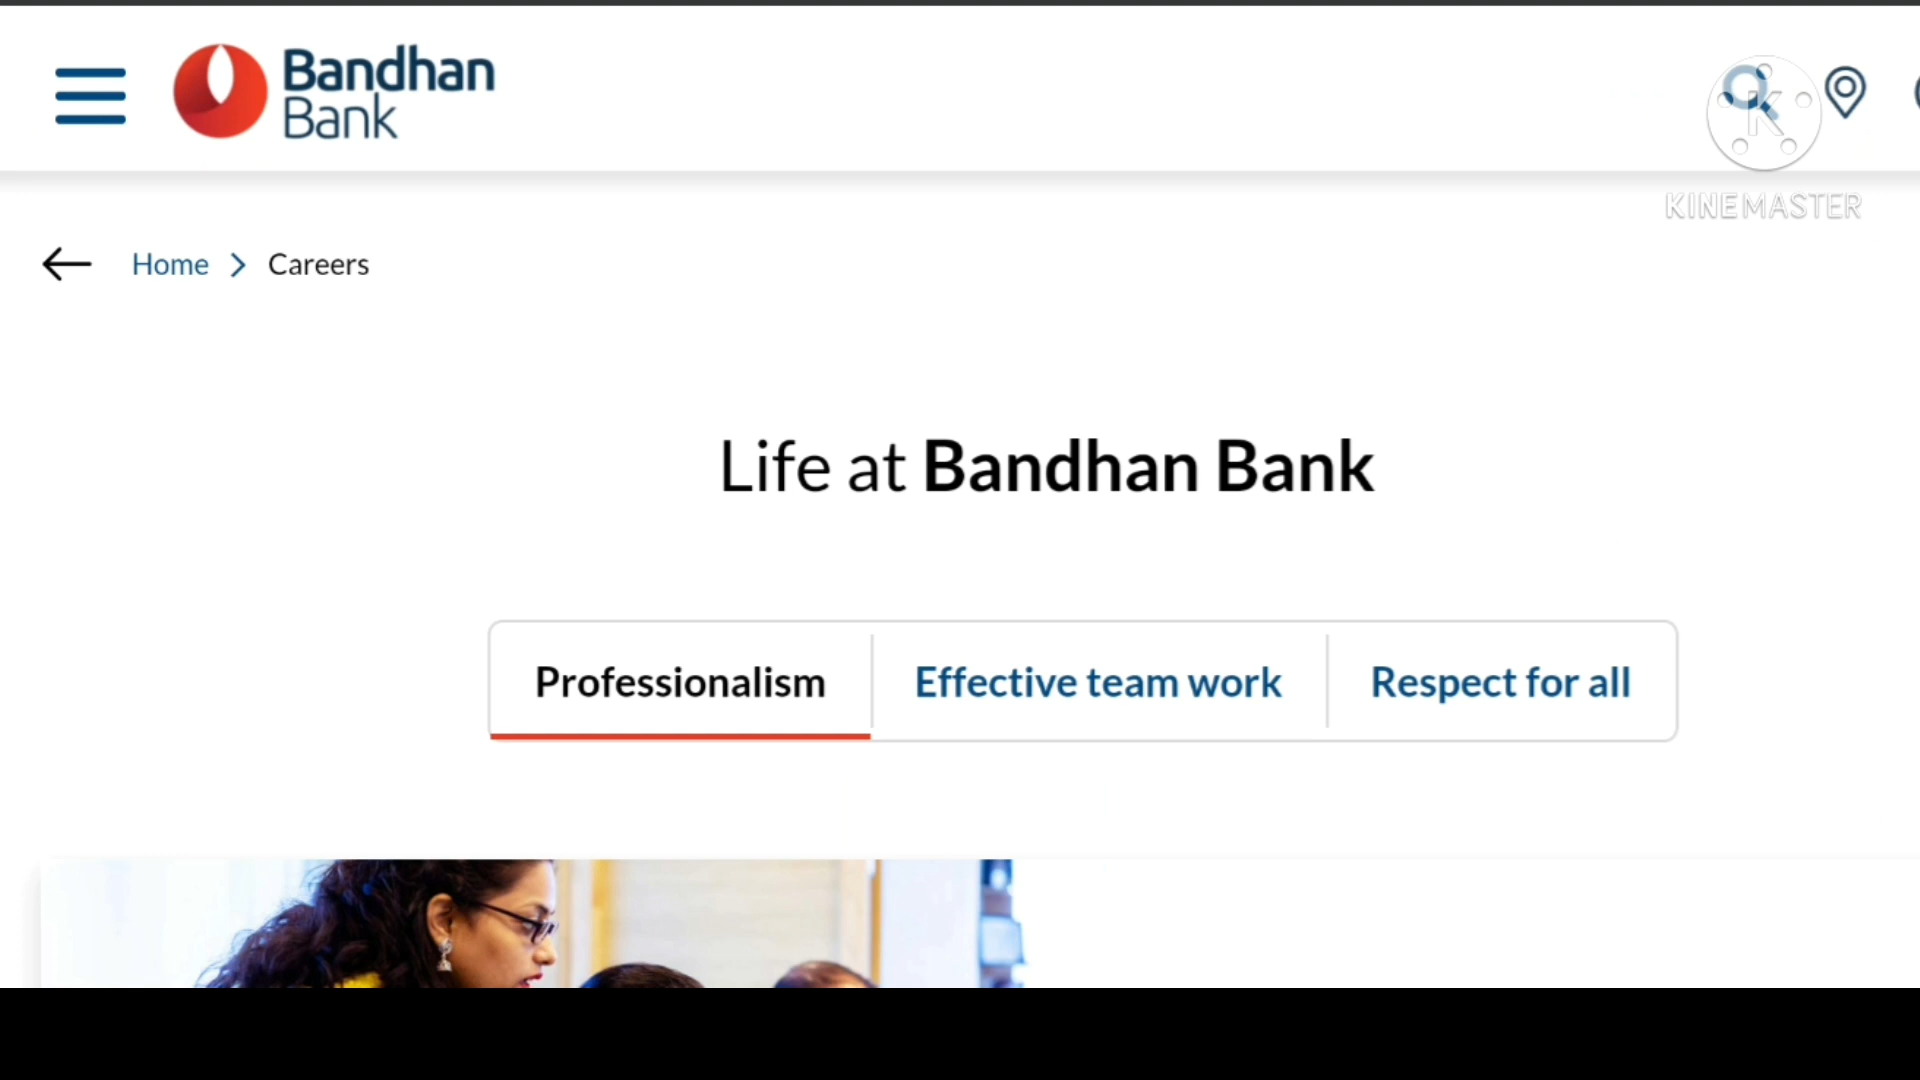 Bandhan
Bank
K
KINEMASTER
Home > Careers
Life at Bandhan Bank
Professionalism
Effective team work
Respect for all